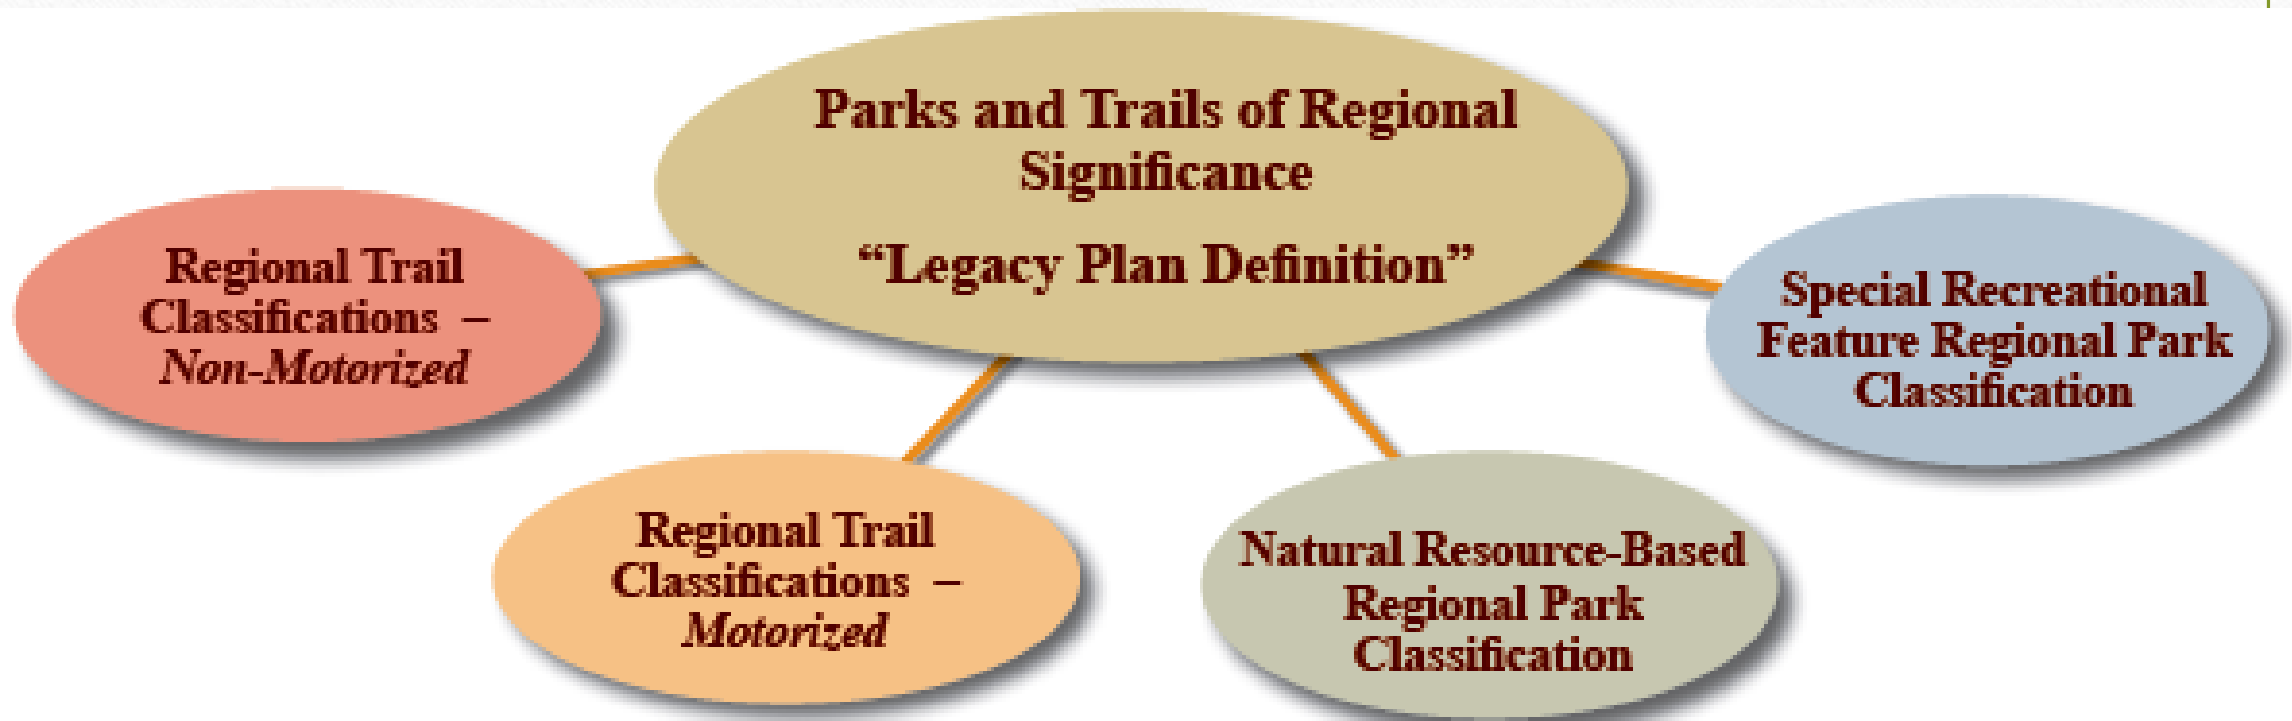 Parks and Trails of Regional
Significance
“Legacy Plan Definition”
Regional Trail
Classifications –
Non-Motorized
Regional Trail
Classifications –
Motorized
Natural Resource-Based
Regional Park
Classification
Special Recreational
Feature Regional Park
Classification